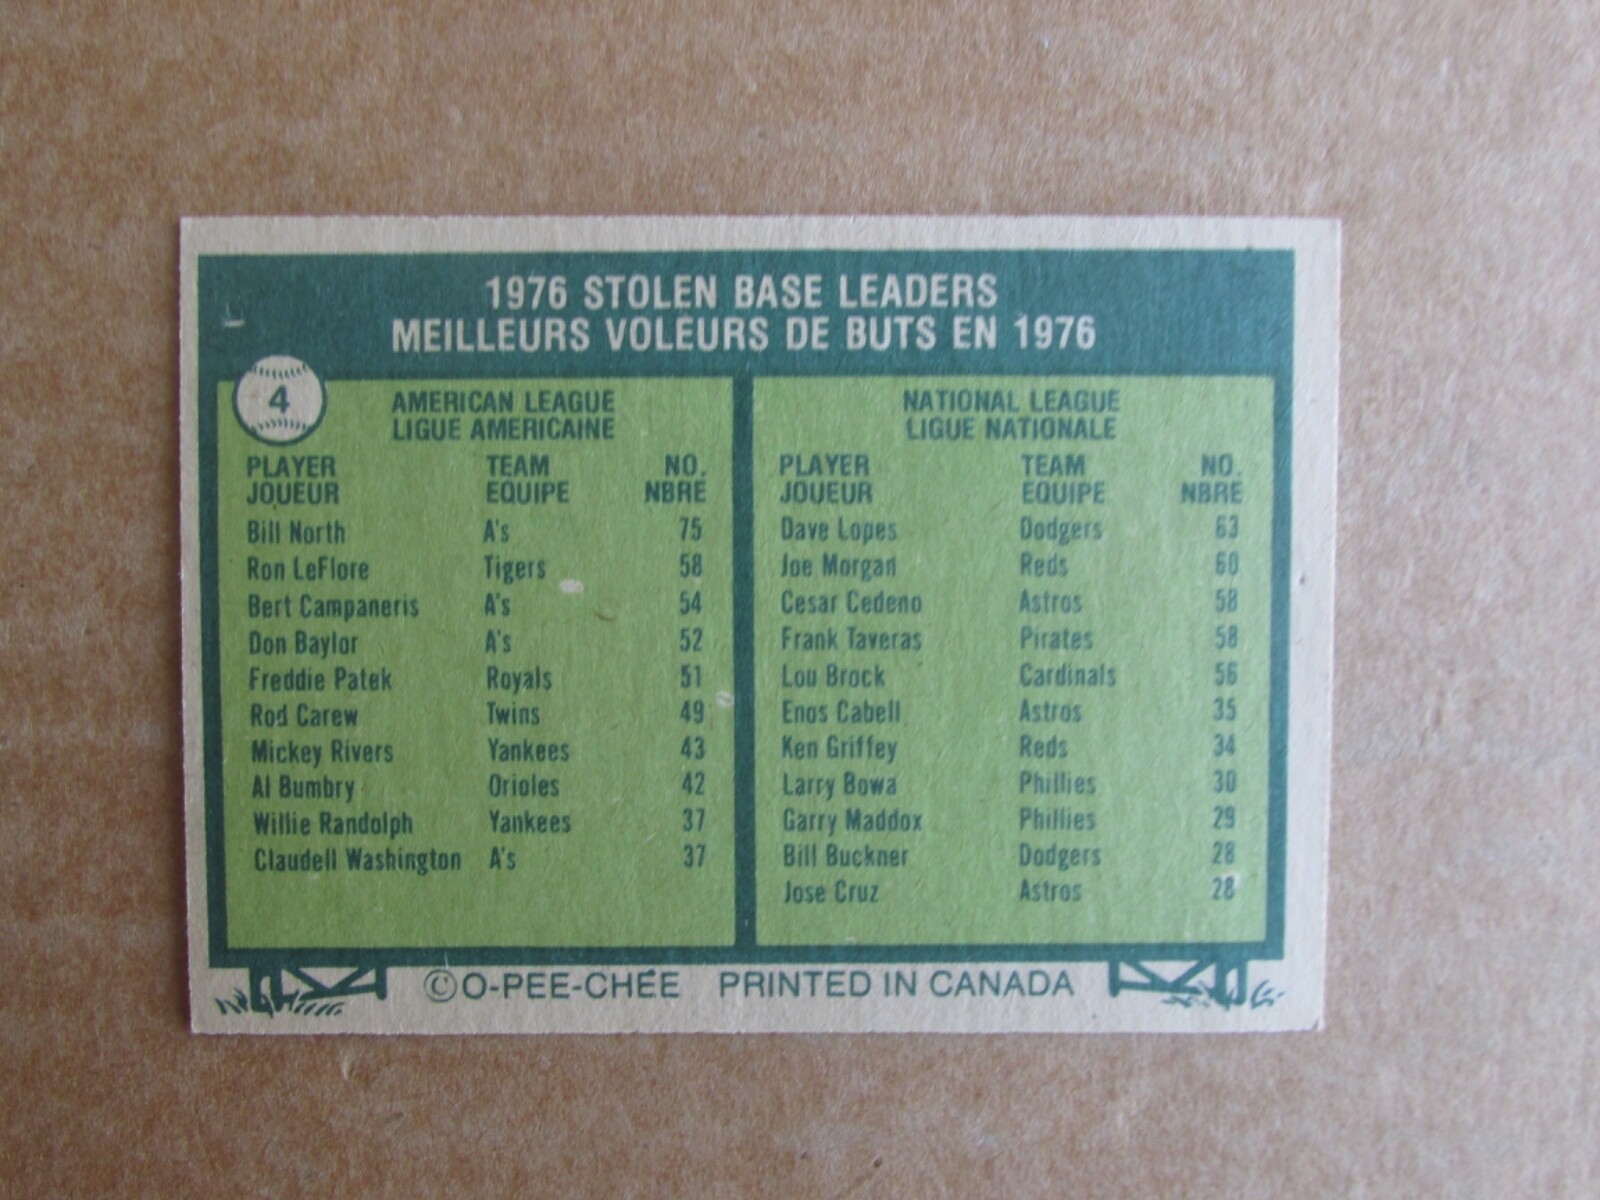 1976 STOLEN BASE LEADERS
MEILLEURS VOLEURS DE BUTS EN 1976
4
AMERICAN LEAGUE
LIGUE AMERICAINE
PLAYER TEAM NO.
JOUEUR EQUIPE NBRE
Bill North A's 75
Ron LeFlore Tigers 58
Bert Campaneris A's 54
Don Baylor A's 52
Freddie Patek Royals 51
Rod Carew Twins 49
Mickey Rivers Yankees 43
Al Bumbry Orioles 42
Willie Randolph Yankees 37
Claudell Washington A's 37
NATIONAL LEAGUE
LIGUE NATIONALE
PLAYER TEAM NO.
JOUEUR EQUIPE NBRE
Dave Lopes Dodgers 63
Joe Morgan Reds 60
Cesar Cedeno Astros 58
Frank Taveras Pirates 58
Lou Brock Cardinals 56
Enos Cabell Astros 35
Ken Griffey Reds 34
Larry Bowa Phillies 30
Garry Maddox Phillies 29
Bill Buckner Dodgers 28
Jose Cruz Astros 28
© O-PEE-CHEE PRINTED IN CANADA